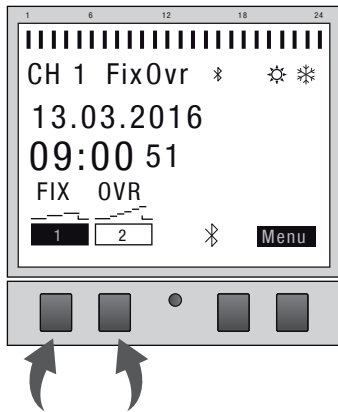 1 6 12 18 24
CH 1 FixOvr
13.03.2016
09:00 51
FIX OVR
1 2 Menu